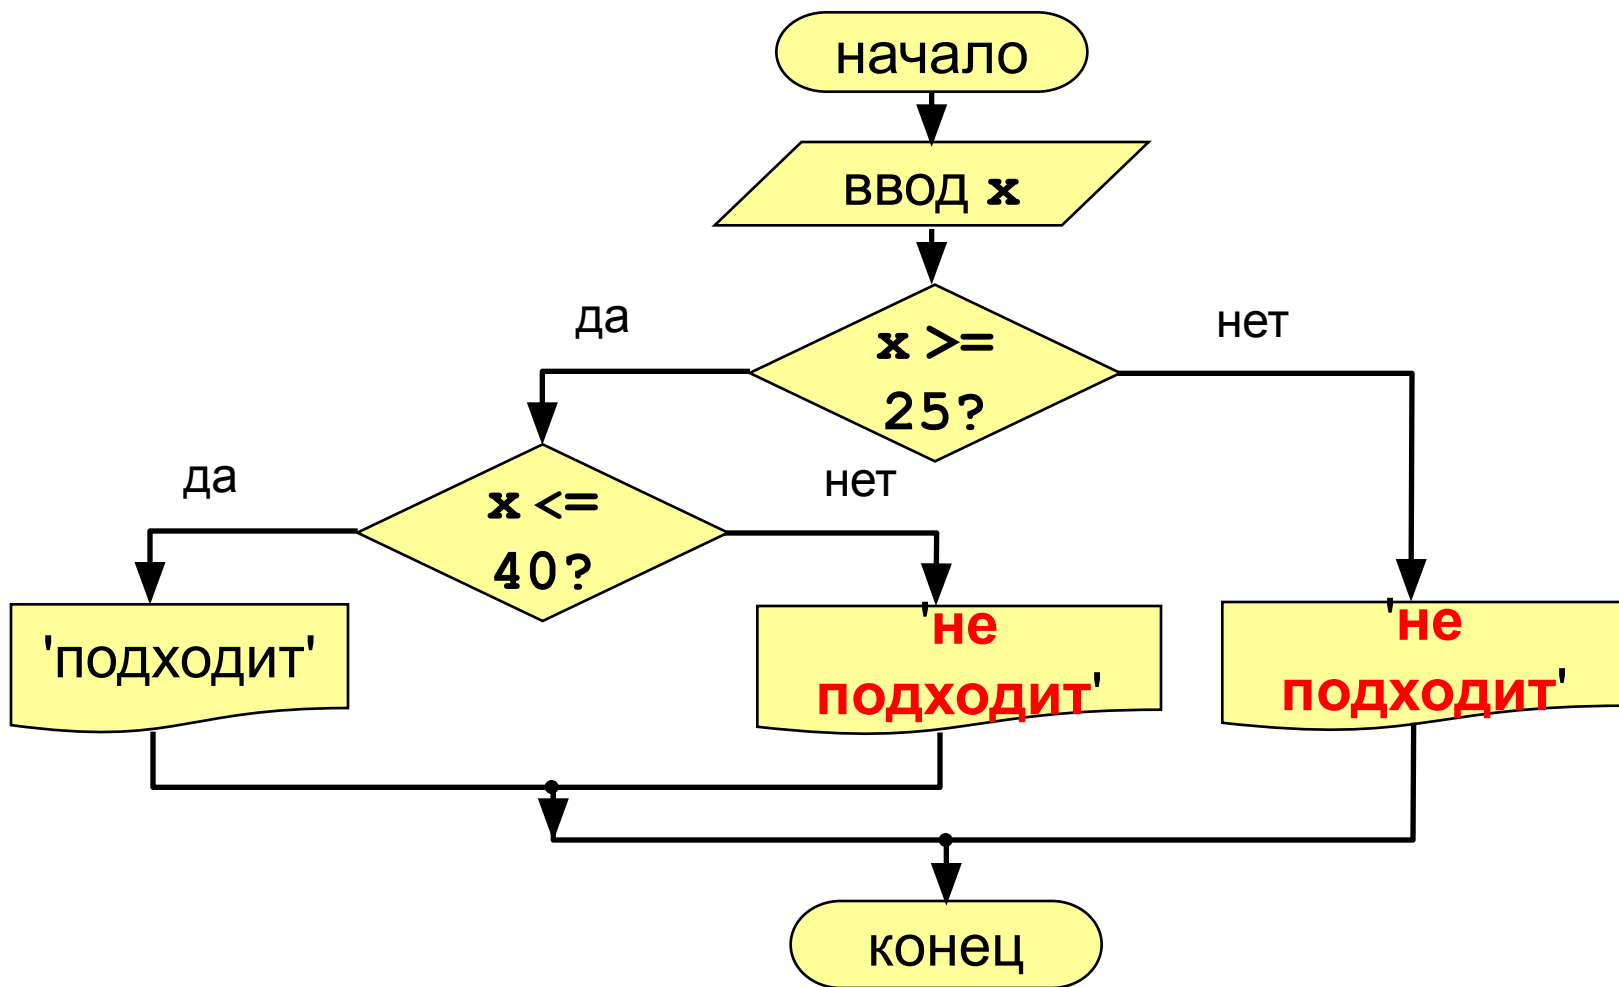 начало
ввод x
да
нет
x >=
25?
да
нет
x <=
40?
'подходит'
'не
подходит'
'не
подходит'
конец